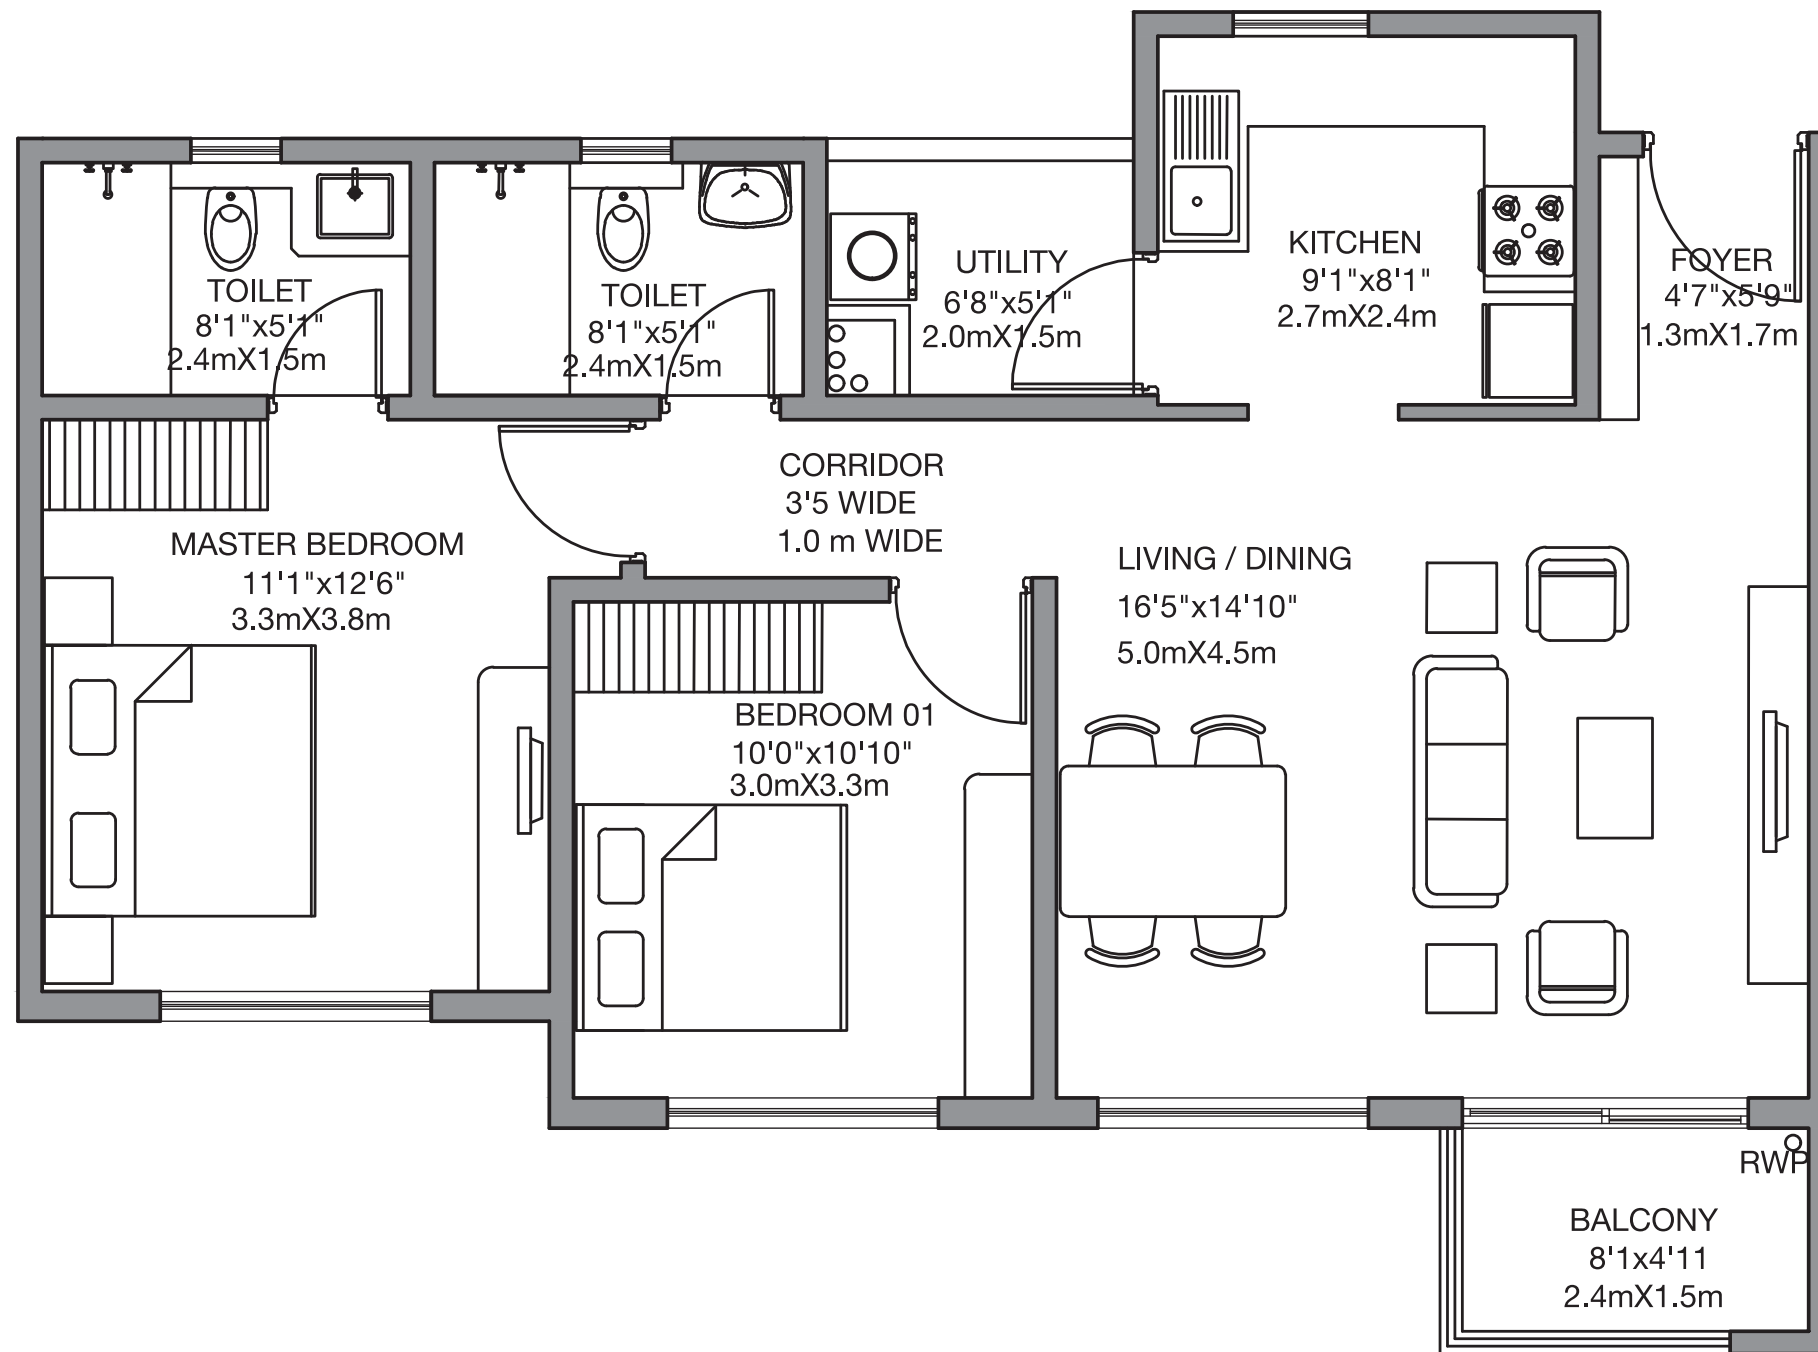 TOILET
8'1"x5'1"
2.4mX1.5m
TOILET
8'1"x5'1"
2.4mX1.5m
UTILITY
6'8"x5'1"
2.0mX1.5m
KITCHEN
9'1"x8'1"
2.7mX2.4m
FOYER
4'7"x5'9"
1.3mX1.7m
CORRIDOR
3'5 WIDE
1.0 m WIDE
MASTER BEDROOM
11'1"x12'6"
3.3mX3.8m
LIVING / DINING
16'5"x14'10"
5.0mX4.5m
BEDROOM 01
10'0"x10'10"
3.0mX3.3m
RWP
BALCONY
8'1x4'11
2.4mX1.5m